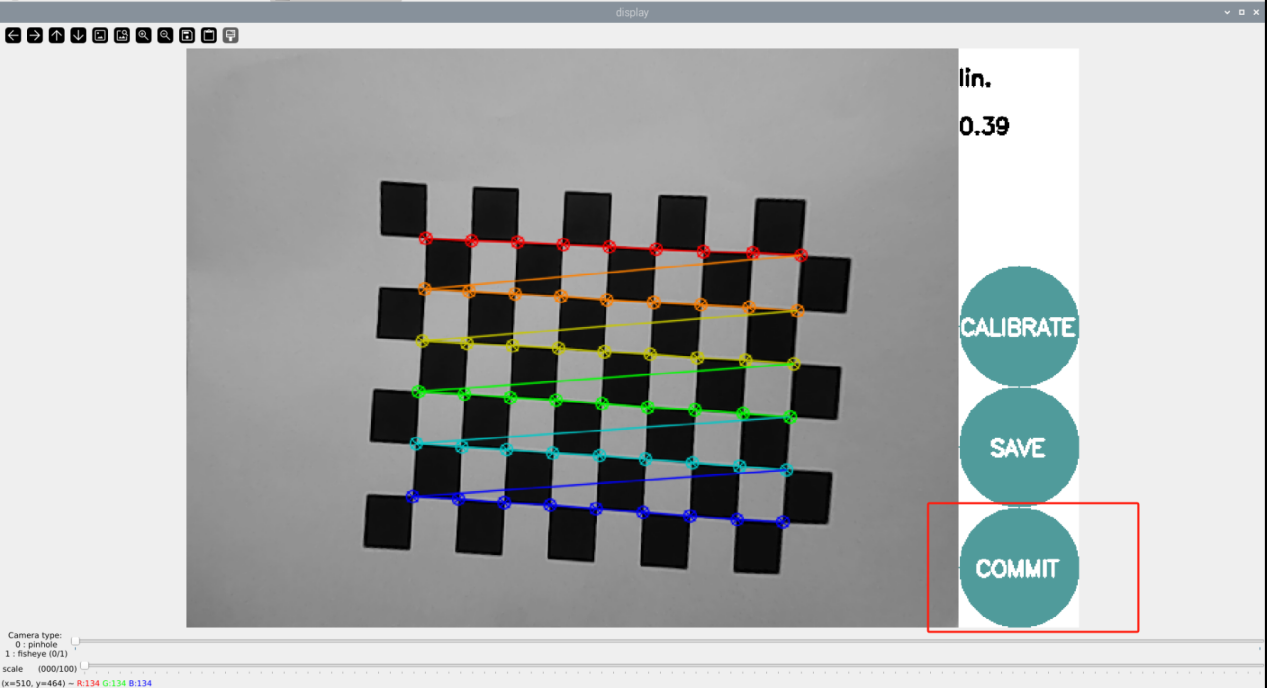 display
lin.
0.39
CALIBRATE
SAVE
COMMIT
Camera type:
0 : pinhole
1 : fisheye (0/1)
scale (000/100)
(x=510, y=464) ~ R:134 G:134 B:134